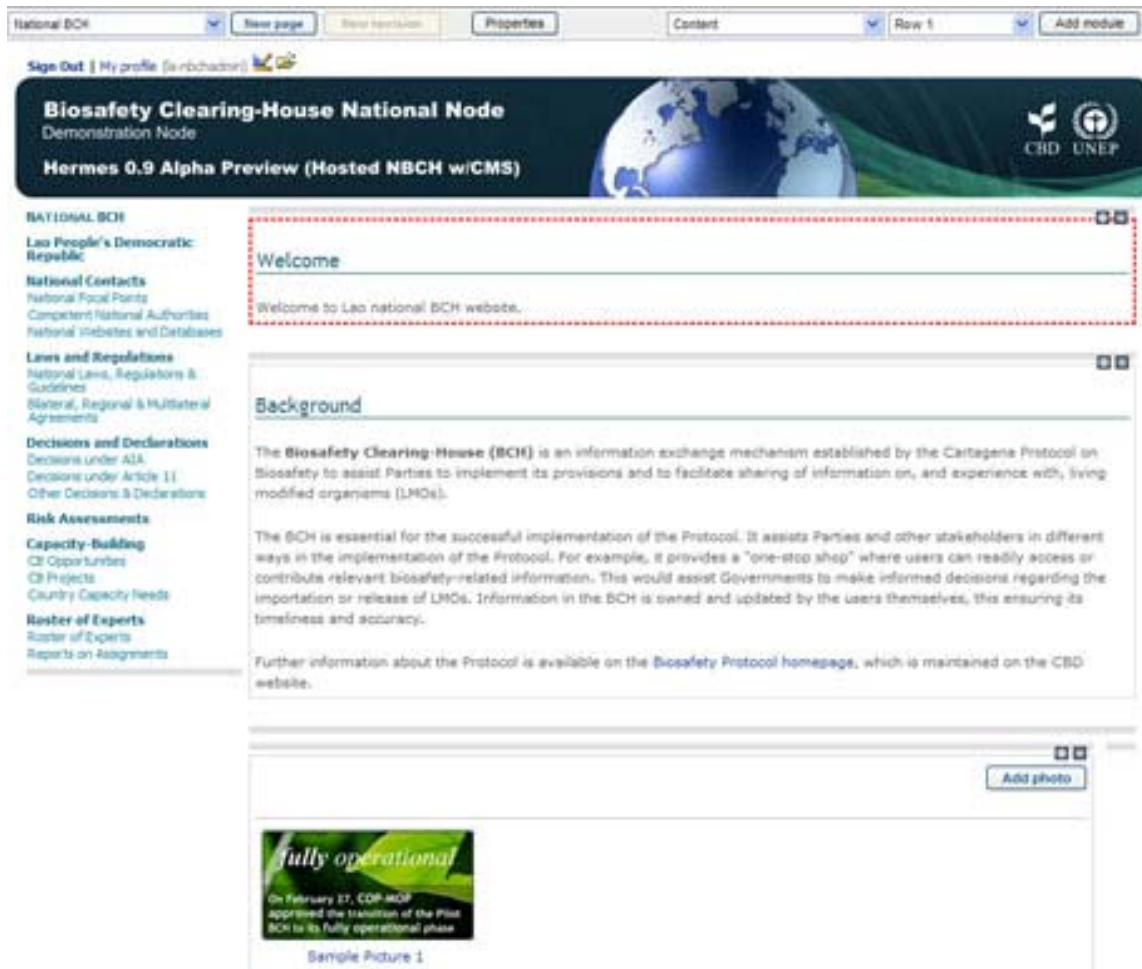 National BCH New page New revision Properties Content Row 1 Add module
Sign Out | My profile
Biosafety Clearing-House National Node
Demonstration Node
Hermes 0.9 Alpha Preview (Hosted NBCH w/CMS)
CBD UNEP
NATIONAL BCH
Lao People's Democratic
Republic
National Contacts
National Focal Points
Competent National Authorities
National Websites and Databases
Laws and Regulations
National Laws, Regulations &
Guidelines
Bilateral, Regional & Multilateral
Agreements
Decisions and Declarations
Decisions under AIA
Decisions under Article 11
Other Decisions & Declarations
Risk Assessments
Capacity-Building
CB Opportunities
CB Projects
Country Capacity Needs
Roster of Experts
Roster of Experts
Reports on Assignments
Welcome
Welcome to Lao national BCH website.
Background
The Biosafety Clearing-House (BCH) is an information exchange mechanism established by the Cartagena Protocol on
Biosafety to assist Parties to implement its provisions and to facilitate sharing of information on, and experience with, living
modified organisms (LMOs).
The BCH is essential for the successful implementation of the Protocol. It assists Parties and other stakeholders in different
ways in the implementation of the Protocol. For example, it provides a "one-stop shop" where users can readily access or
contribute relevant biosafety-related information. This would assist Governments to make informed decisions regarding the
importation or release of LMOs. Information in the BCH is owned and updated by the users themselves, this ensuring its
timeliness and accuracy.
Further information about the Protocol is available on the Biosafety Protocol homepage, which is maintained on the CBD
website.
Add photo
fully operational
On February 27, COP-MOP
approved the transition of the Pilot
BCH to its fully operational phase
Sample Picture 1